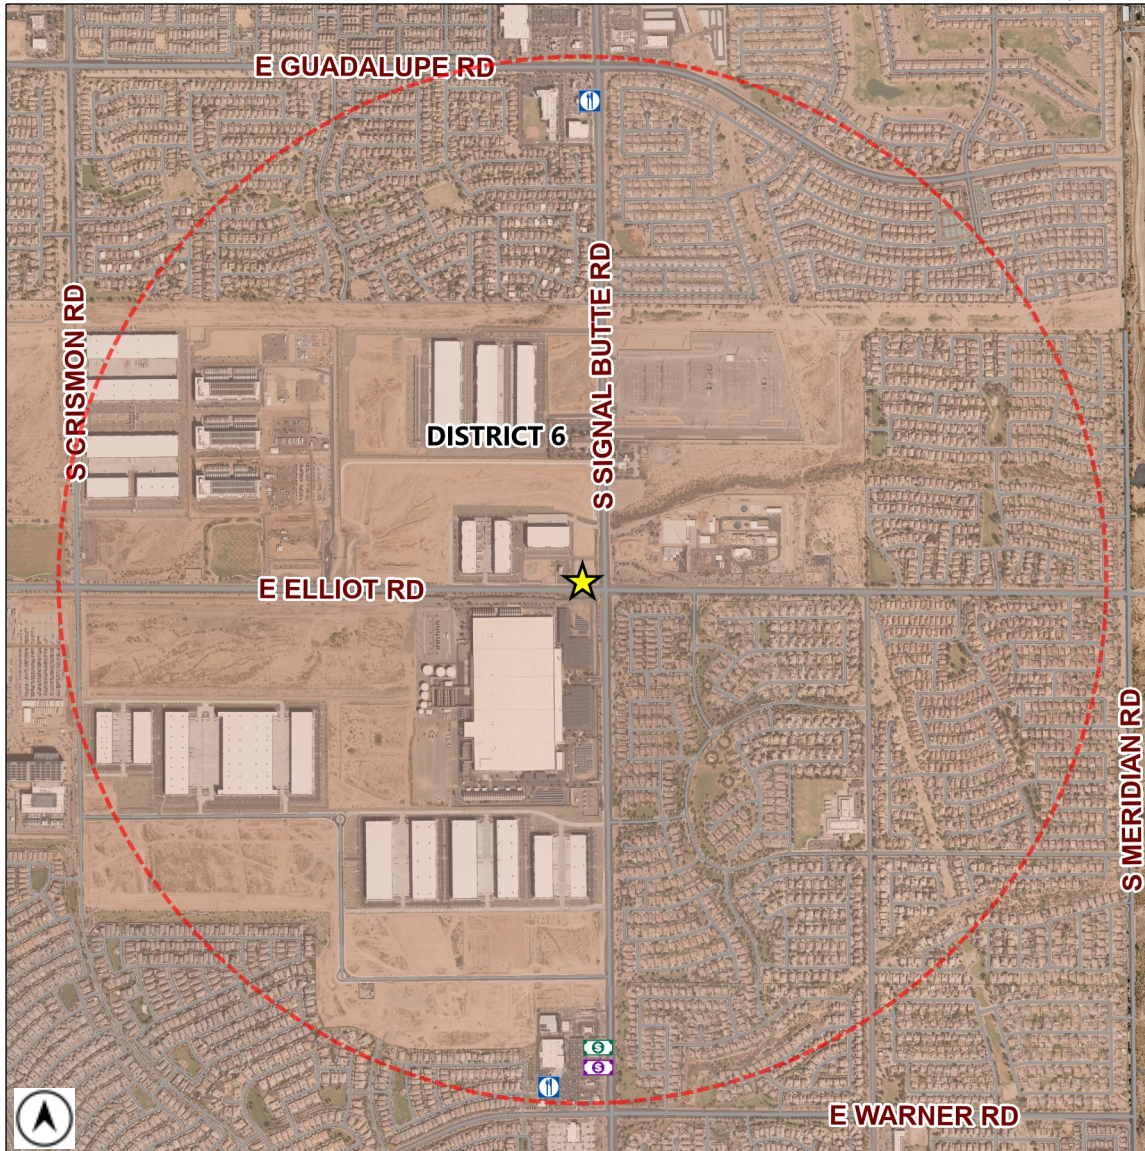 E GUADALUPE RD
S SIGNAL BUTTE RD
S CRISMON RD
DISTRICT 6
E ELLIOT RD
S MERIDIAN RD
E WARNER RD
$
$